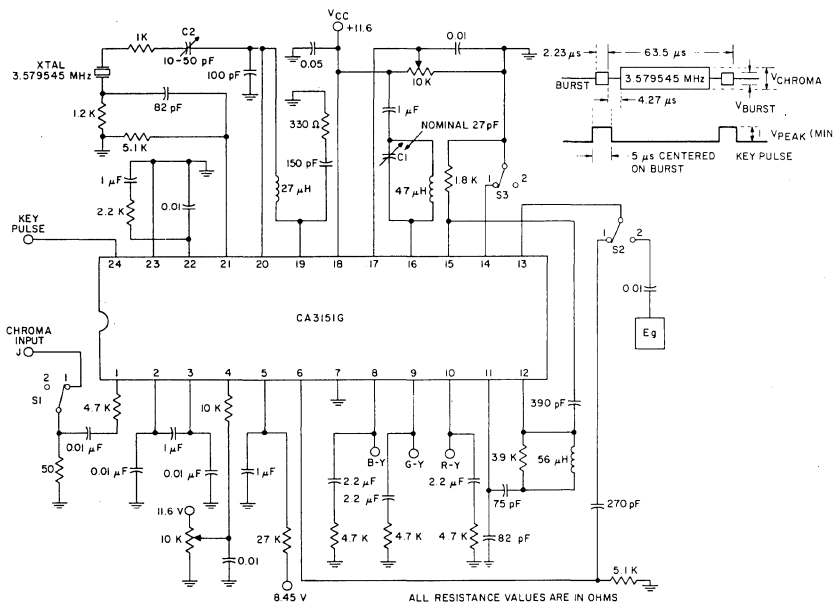 VCC
+11.6
C2
1K
10-50 pF
XTAL
3.579545 MHz
100 pF
0.05
0.01
10K
82 pF
1.2 K
5.1 K
330 Ω
150 pF
1 µF
NOMINAL 27pF
C1
27 µH
47 µH
1.8 K
1
2
S3
1 µF
2.2 K
0.01
KEY
PULSE
24 23 22 21 20 19 18 17 16 15 14 13
CA3151G
1 2 3 4 5 6 7 8 9 10 11 12
1
2
S2
0.01
Eg
2.23 µs
63.5 µs
BURST
3.579545 MHz
VCHROMA
VBURST
4.27 µs
VPEAK (MIN
5 µs CENTERED
ON BURST
KEY PULSE
CHROMA
INPUT
J
2
1
S1
4.7 K
0.01 µF
50
0.01 µF
1 µF
0.01 µF
10 K
11.6 V
10 K
0.01
1 µF
27 K
8.45 V
B-Y
G-Y
R-Y
2.2 µF
2.2 µF
2.2 µF
4.7 K
4.7 K
4.7 K
390 pF
3.9 K
56 µH
75 pF
82 pF
270 pF
5.1 K
ALL RESISTANCE VALUES ARE IN OHMS